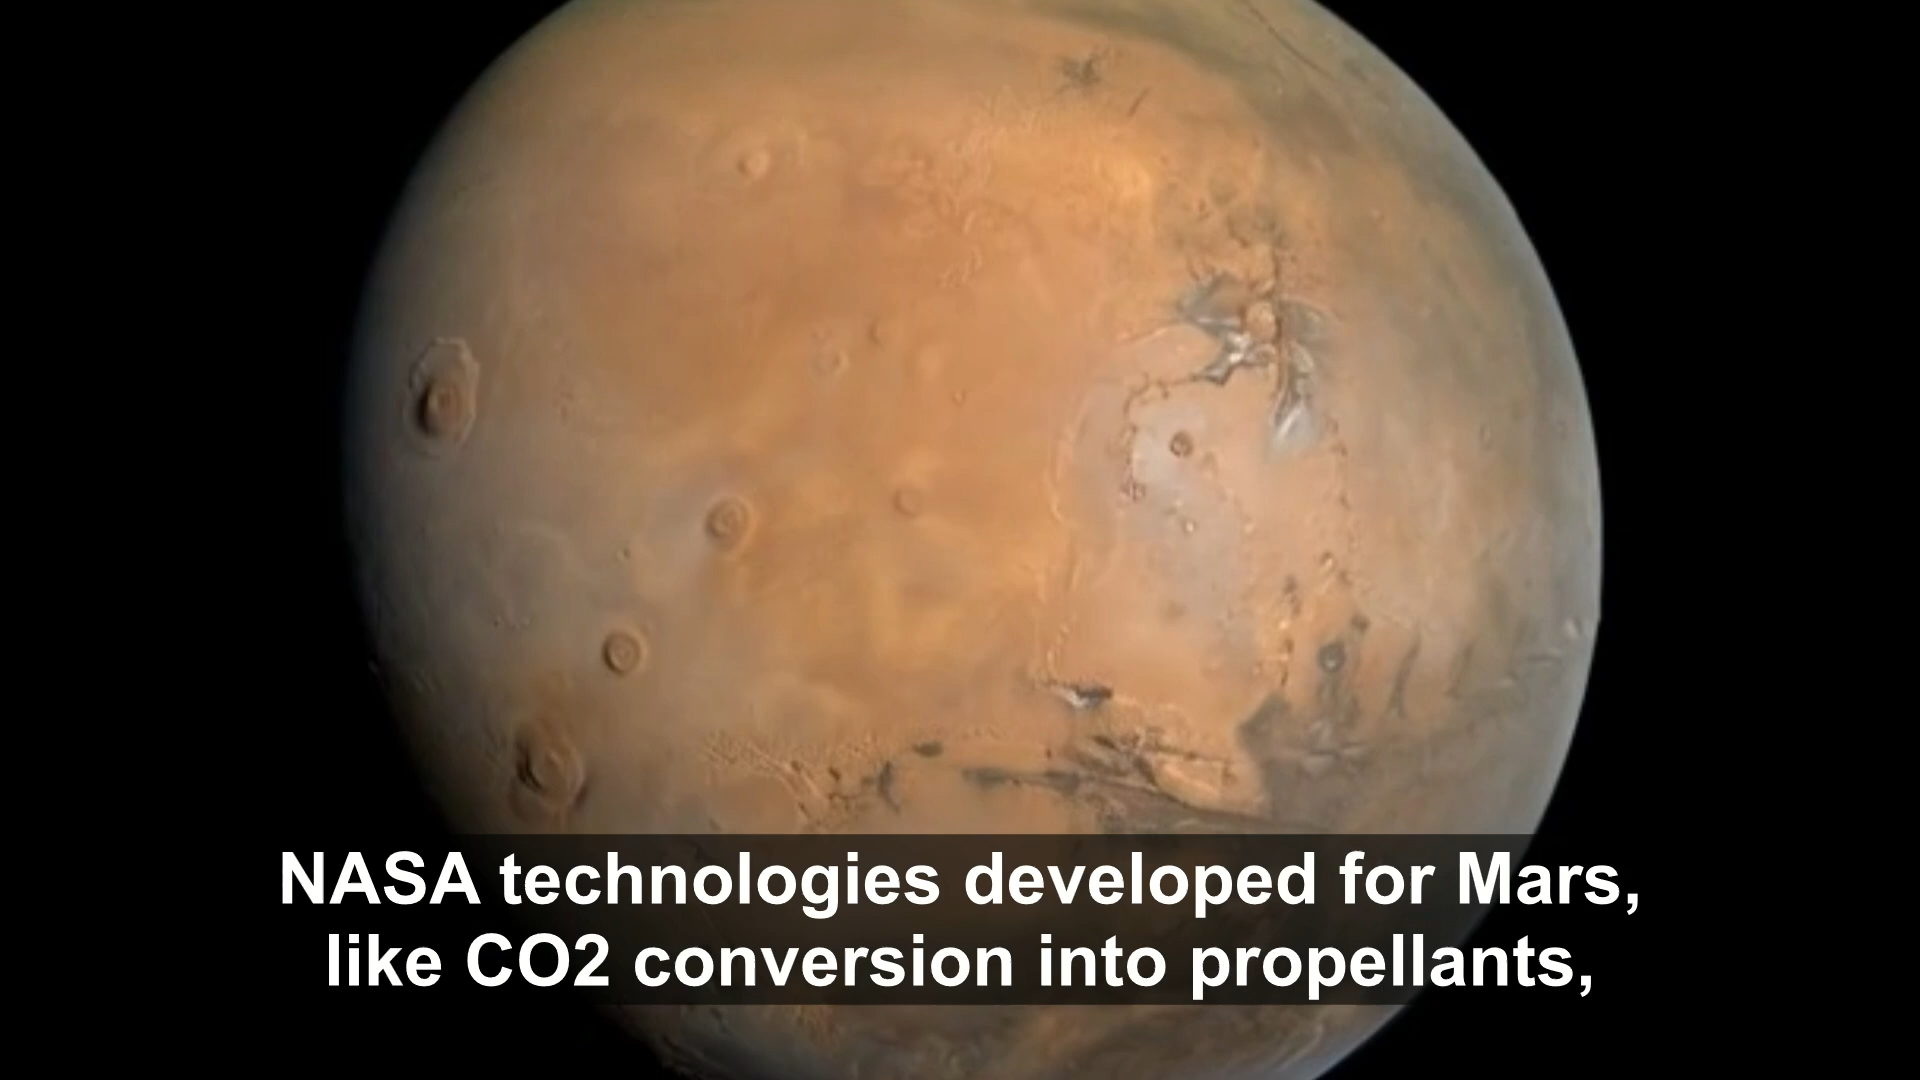 NASA technologies developed for Mars,
like CO2 conversion into propellants,